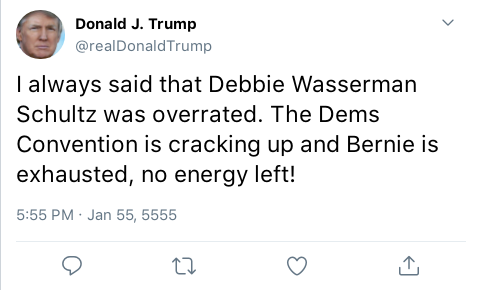 Donald J. Trump
@realDonaldTrump
I always said that Debbie Wasserman
Schultz was overrated. The Dems
Convention is cracking up and Bernie is
exhausted, no energy left!
5:55 PM · Jan 55, 5555